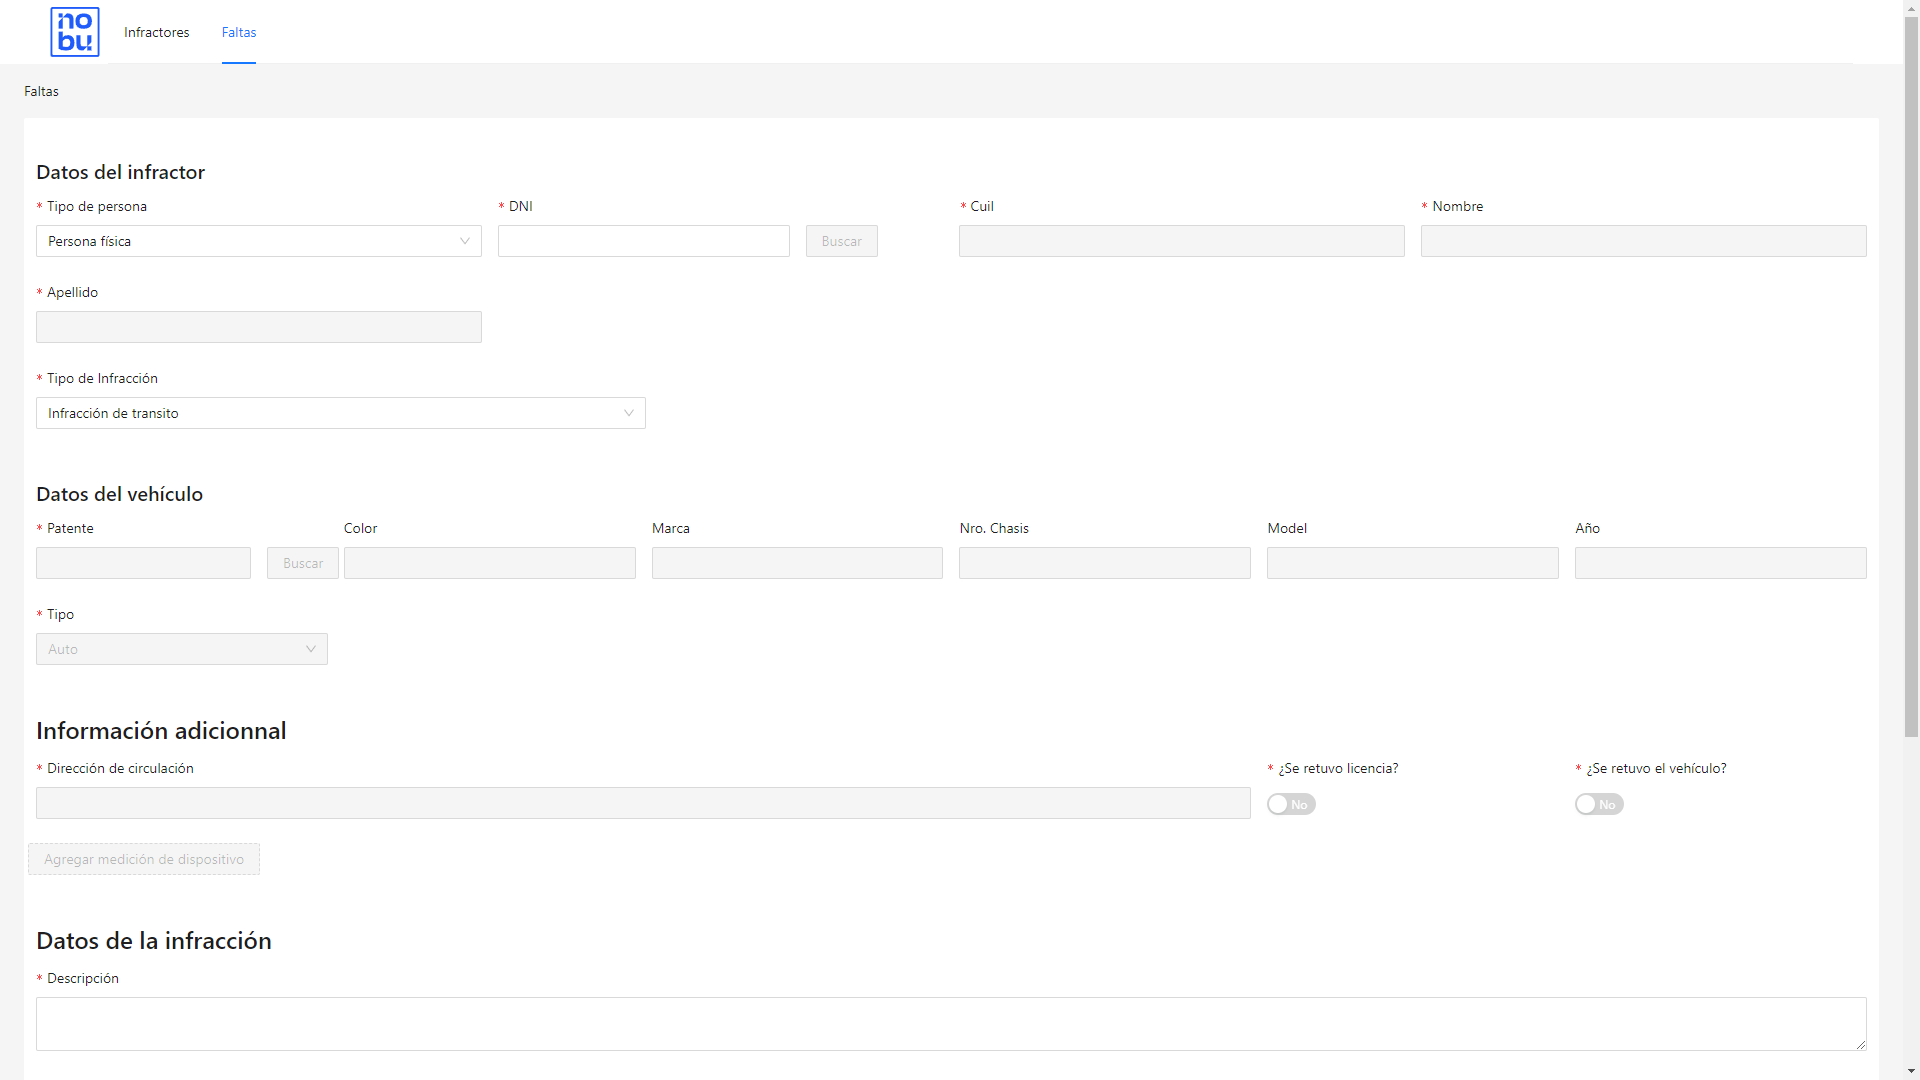 nobu
Infractores
Faltas
Faltas
Datos del infractor
* Tipo de persona
* DNI
* Cuil
* Nombre
Persona física
Buscar
* Apellido
* Tipo de Infracción
Infracción de transito
Datos del vehículo
* Patente
Color
Marca
Nro. Chasis
Model
Año
Buscar
* Tipo
Auto
Información adicionnal
* Dirección de circulación
* ¿Se retuvo licencia?
* ¿Se retuvo el vehículo?
No
No
Agregar medición de dispositivo
Datos de la infracción
* Descripción